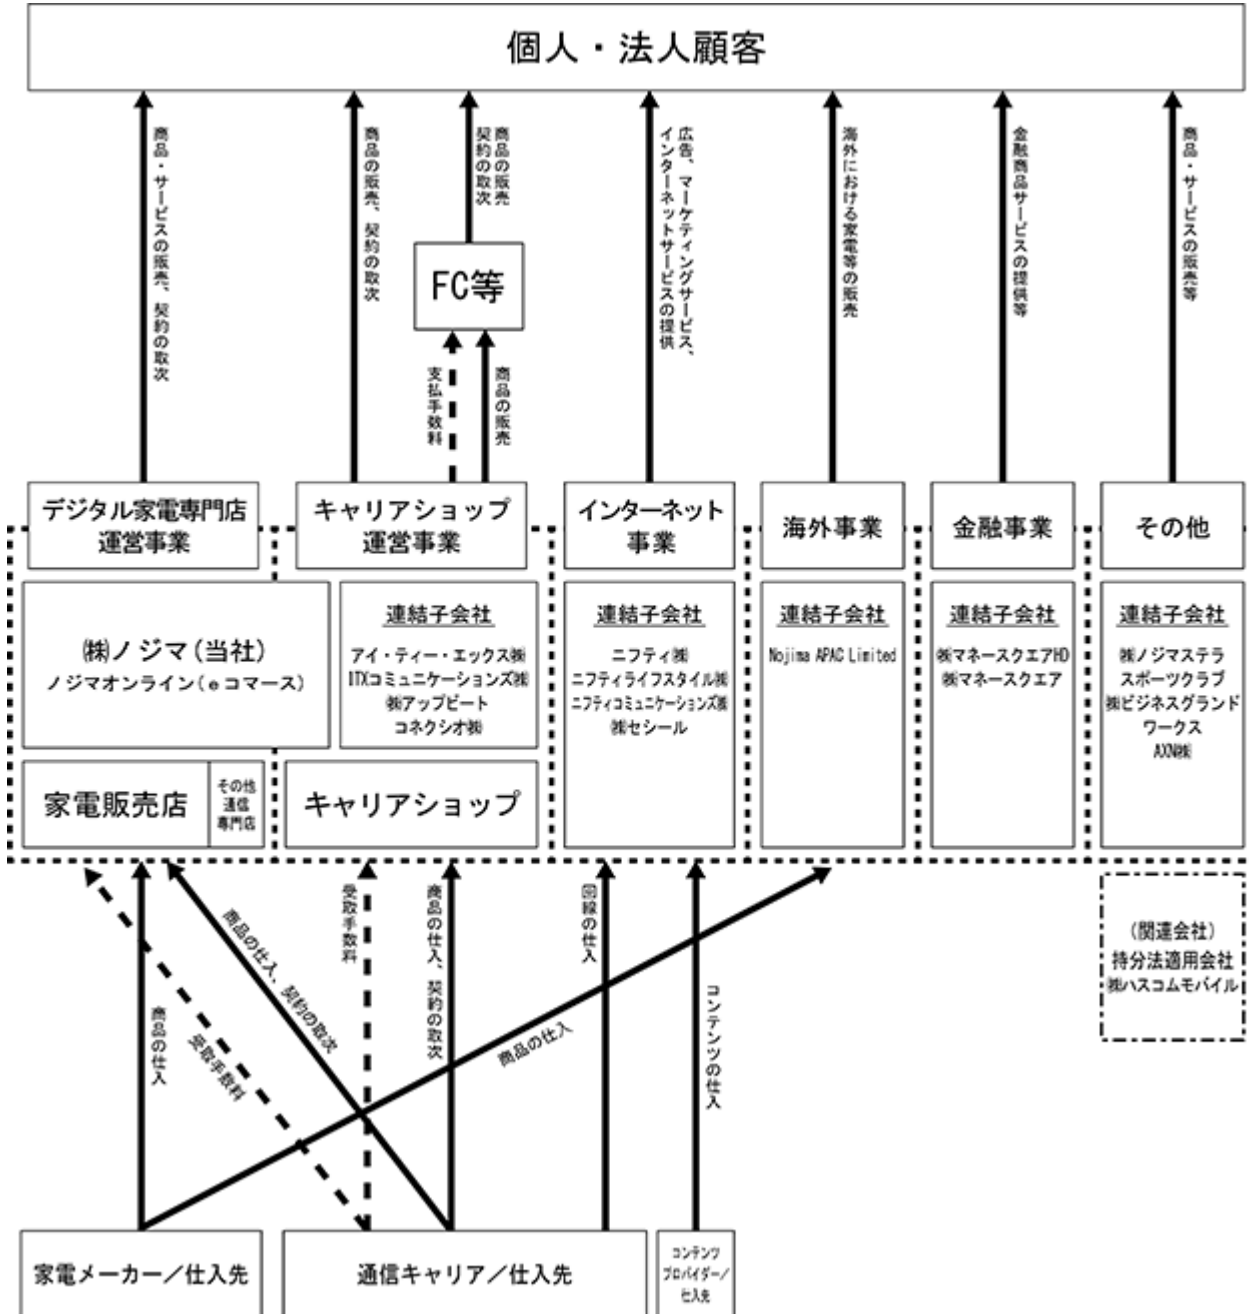 個人・法人顧客
商品・サービスの販売、契約の取次
商品の販売、契約の取次
商品の販売
契約の取次
広告、マーケティングサービス、
インターネットサービスの提供
海外における家電等の販売
金融商品サービスの提供等
商品・サービスの販売等
FC等
支払手数料
商品の販売
デジタル家電専門店
運営事業
キャリアショップ
運営事業
インターネット
事業
海外事業
金融事業
その他
㈱ノジマ(当社)
ノジマオンライン(eコマース)
連結子会社
アイ・ティー・エックス㈱
ITXコミュニケーションズ㈱
㈱アップビート
コネクシオ㈱
連結子会社
ニフティ㈱
ニフティライフスタイル㈱
ニフティコミュニケーションズ㈱
㈱セシール
連結子会社
Nojima APAC Limited
連結子会社
㈱マネースクエアHD
㈱マネースクエア
連結子会社
㈱ノジマステラ
スポーツクラブ
㈱ビジネスグランド
ワークス
AXN㈱
家電販売店
その他
通信
専門店
キャリアショップ
商品の仕入
受取手数料
商品の仕入、契約の取次
受取手数料
商品の仕入、契約の取次
商品の仕入
回線の仕入
コンテンツの仕入
(関連会社)
持分法適用会社
㈱ハスコムモバイル
家電メーカー/仕入先
通信キャリア/仕入先
コンテンツ
プロバイダー/
仕入先